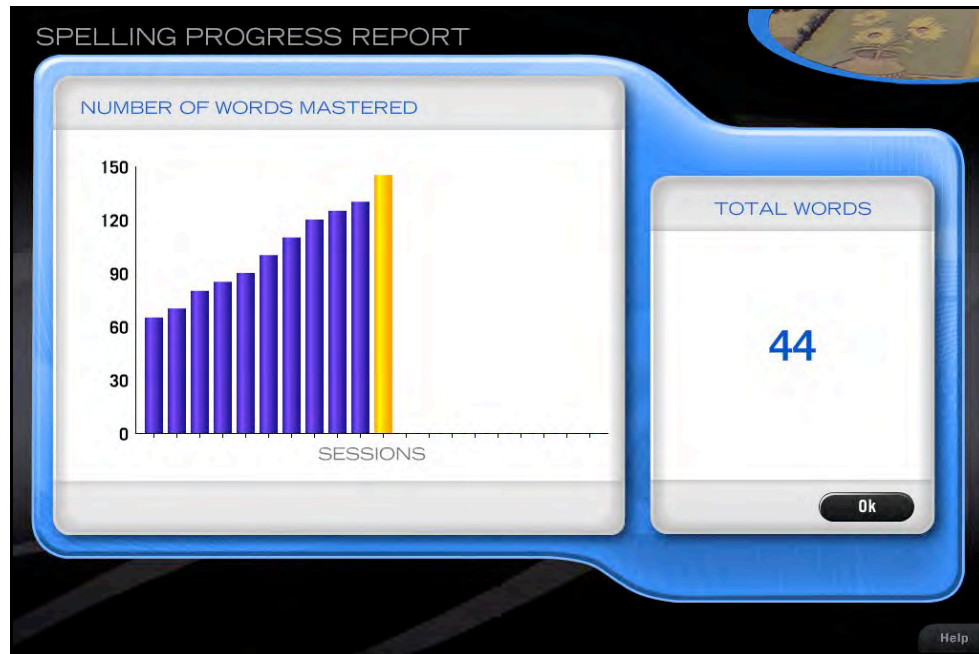 SPELLING PROGRESS REPORT
NUMBER OF WORDS MASTERED
150
120
90
60
30
0
SESSIONS
TOTAL WORDS
44
Ok
Help